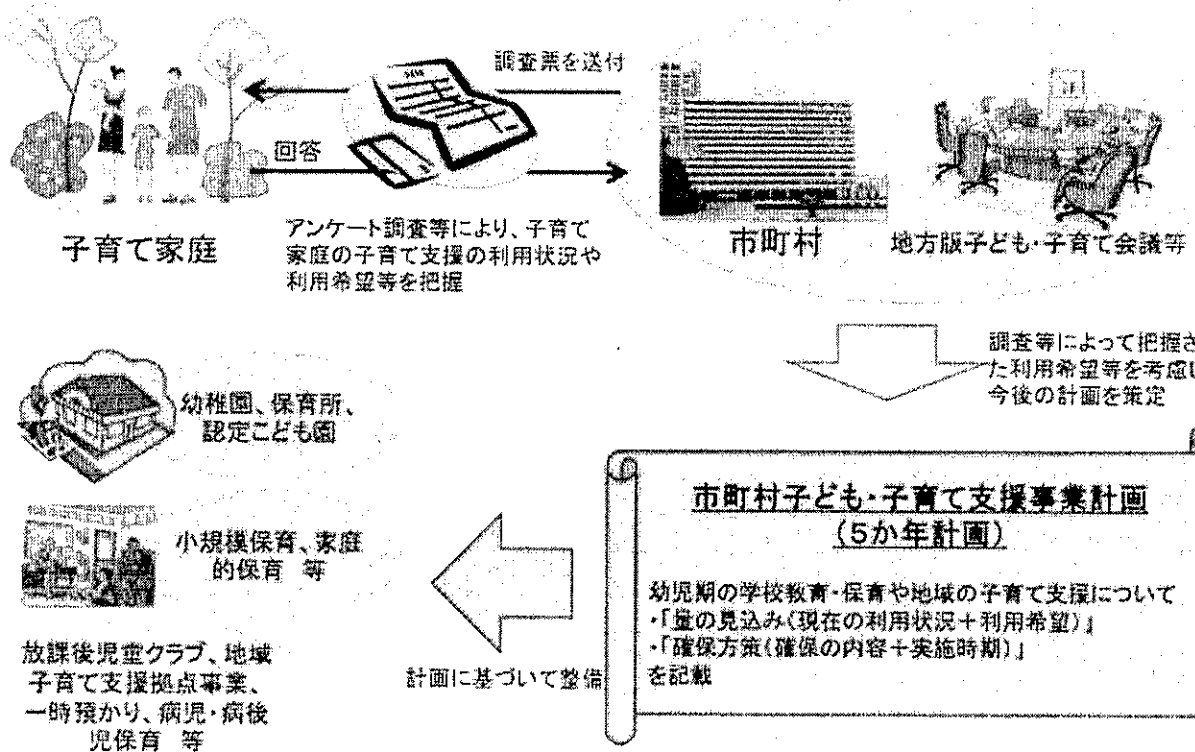 調査票を送付
回答
子育て家庭
アンケート調査等により、子育て
家庭の子育て支援の利用状況や
利用希望等を把握
市町村
地方版子ども・子育て会議等
調査等によって把握さ
た利用希望等を考慮し
今後の計画を策定
市町村子ども・子育て支援事業計画
(5か年計画)
幼児期の学校教育・保育や地域の子育て支援について
・「量の見込み(現在の利用状況+利用希望)」
・「確保方策(確保の内容+実施時期)」
を記載
計画に基づいて整備
幼稚園、保育所、
認定こども園
小規模保育、家庭
的保育 等
放課後児童クラブ、地域
子育て支援拠点事業、
一時預かり、病児・病後
児保育 等